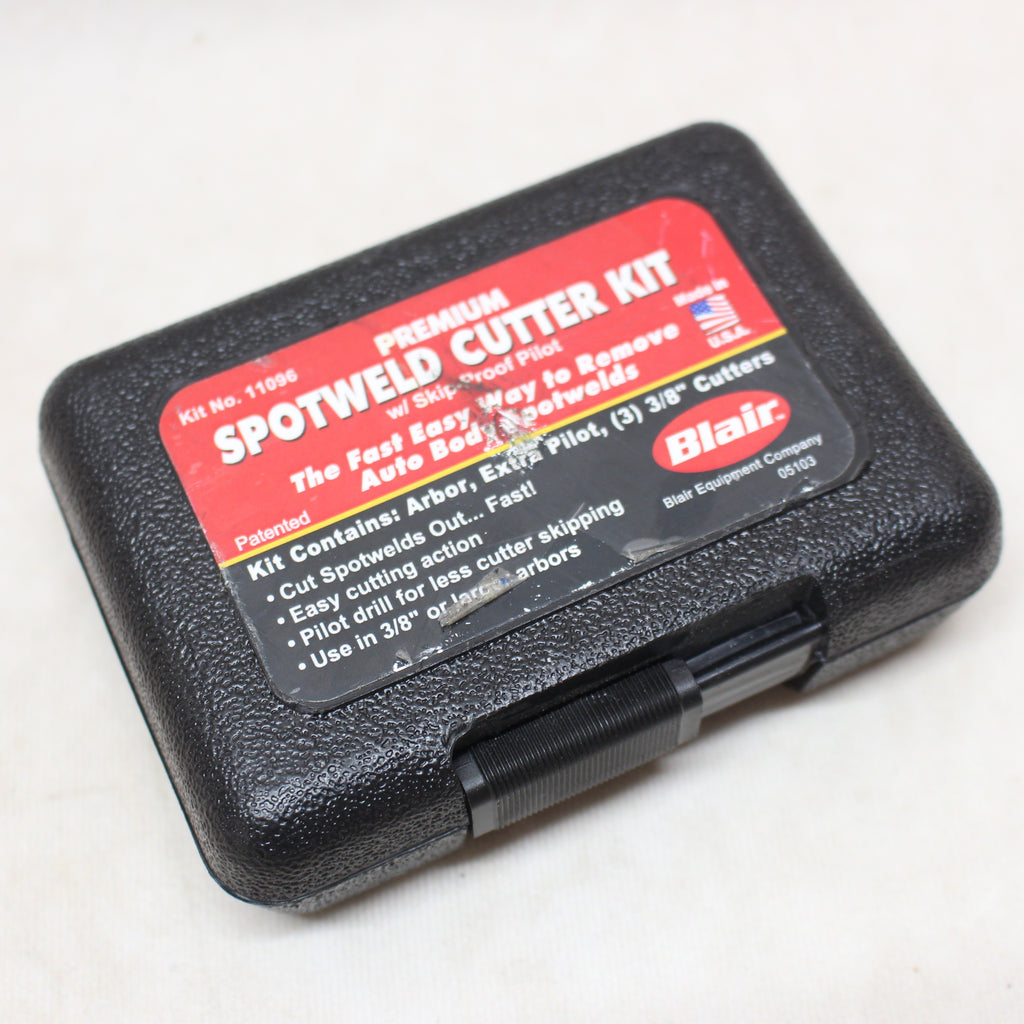 Kit No. 11096
PREMIUM
SPOTWELD CUTTER KIT
w/ Skip Proof Pilot
The Fast Easy Way to Remove
Auto Body Spotwelds
Made in
U.S.A.
Patented
Kit Contains: Arbor, Extra Pilot, (3) 3/8" Cutters
• Cut Spotwelds Out... Fast!
• Easy cutting action
• Pilot drill for less cutter skipping
• Use in 3/8" or larger arbors
Blair™
Blair Equipment Company
05103